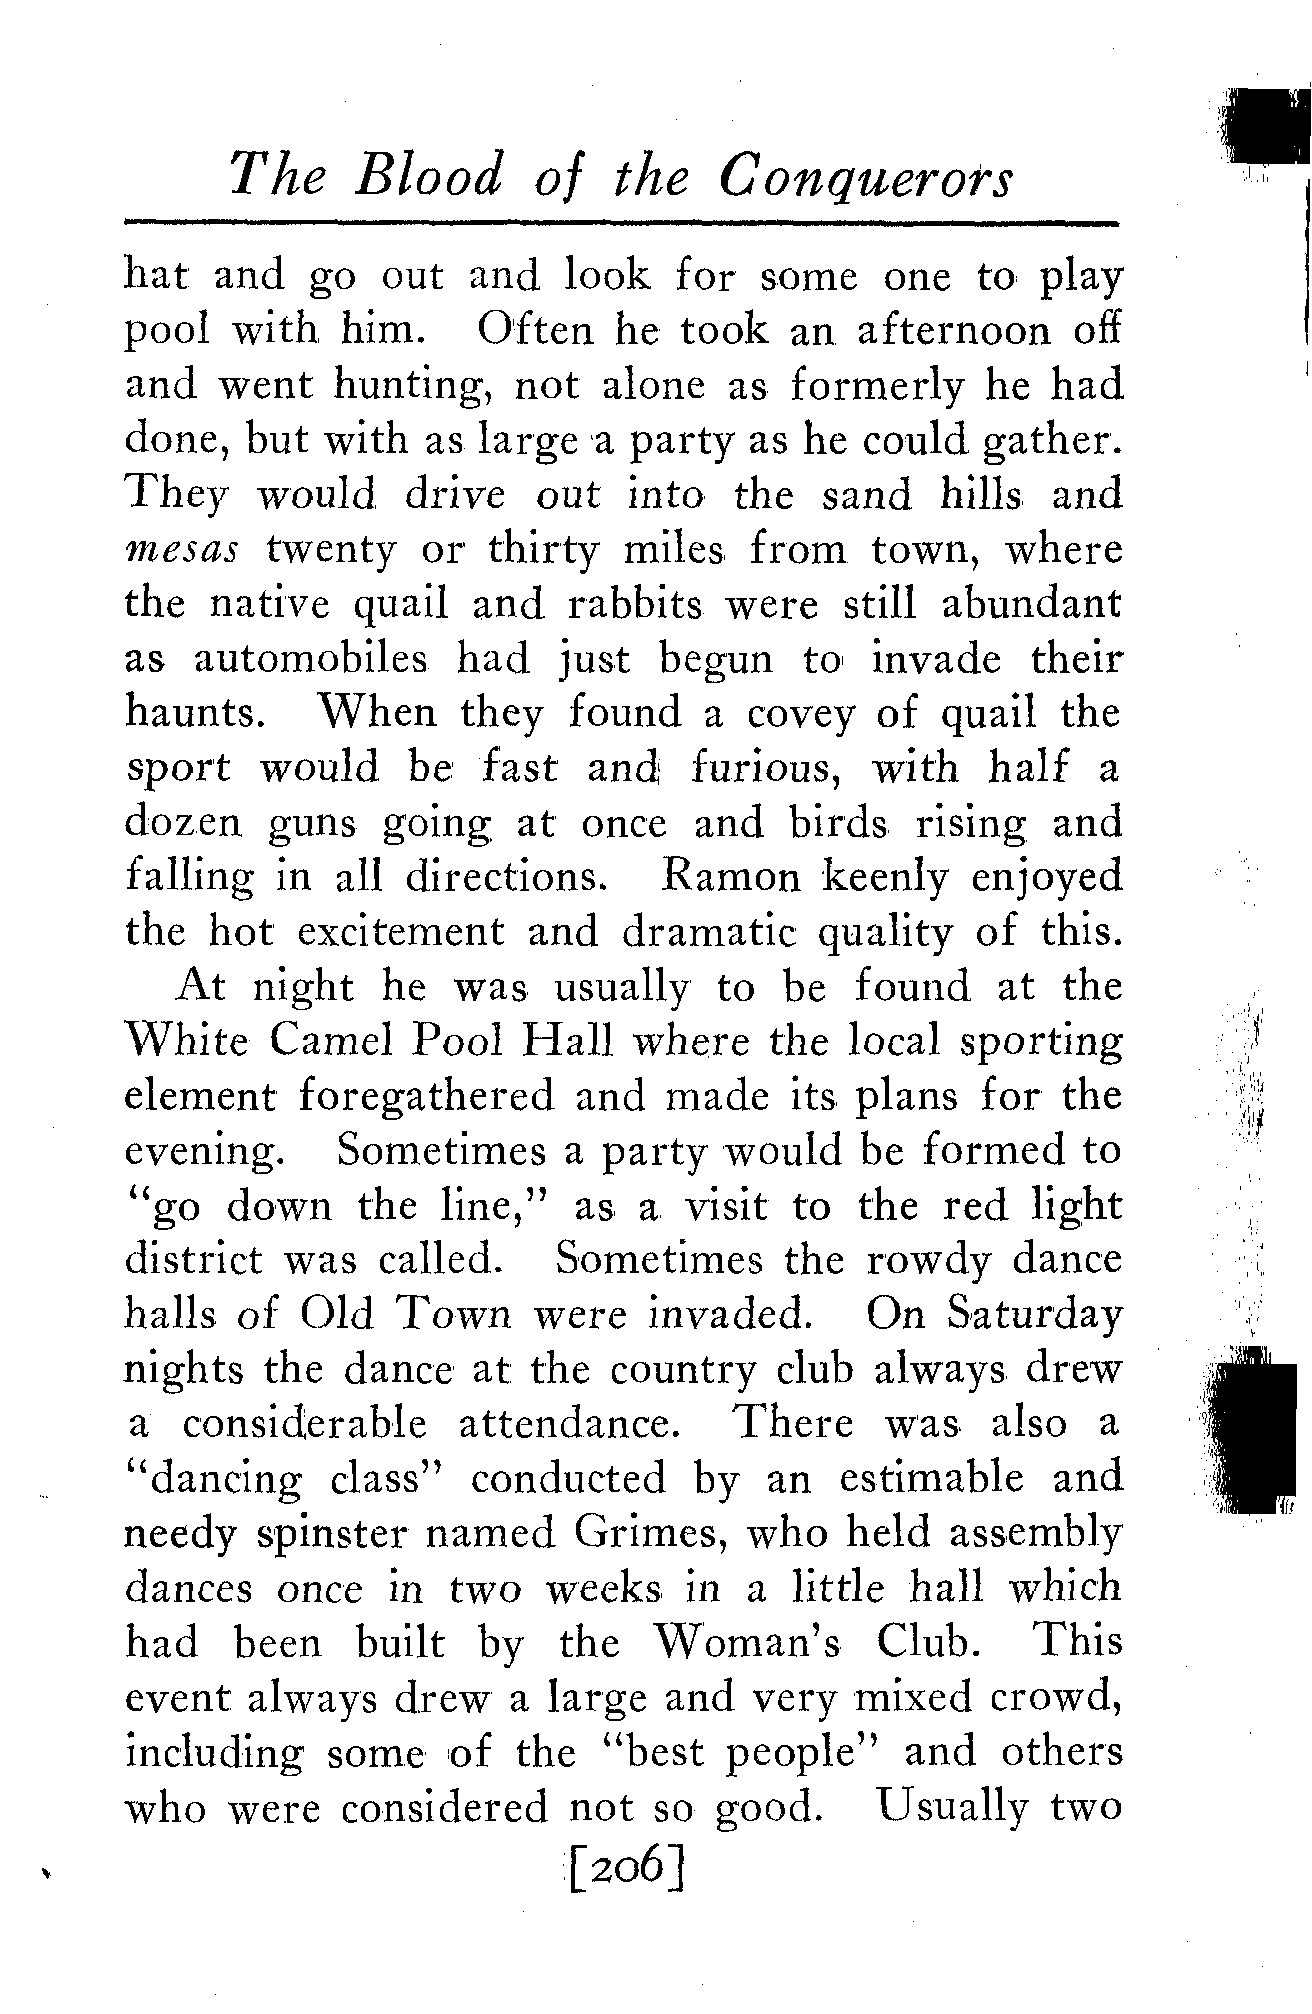 The Blood of the Conquerors
hat and go out and look for some one to play
pool with him. Often he took an afternoon off
and went hunting, not alone as formerly he had
done, but with as large a party as he could gather.
They would drive out into the sand hills and
mesas twenty or thirty miles from town, where
the native quail and rabbits were still abundant
as automobiles had just begun to invade their
haunts. When they found a covey of quail the
sport would be fast and furious, with half a
dozen guns going at once and birds rising and
falling in all directions. Ramon keenly enjoyed
the hot excitement and dramatic quality of this.
At night he was usually to be found at the
White Camel Pool Hall where the local sporting
element foregathered and made its plans for the
evening. Sometimes a party would be formed to
"go down the line," as a visit to the red light
district was called. Sometimes the rowdy dance
halls of Old Town were invaded. On Saturday
nights the dance at the country club always drew
a considerable attendance. There was also a
"dancing class" conducted by an estimable and
needy spinster named Grimes, who held assembly
dances once in two weeks in a little hall which
had been built by the Woman's Club. This
event always drew a large and very mixed crowd,
including some of the "best people" and others
who were considered not so good. Usually two
[206]